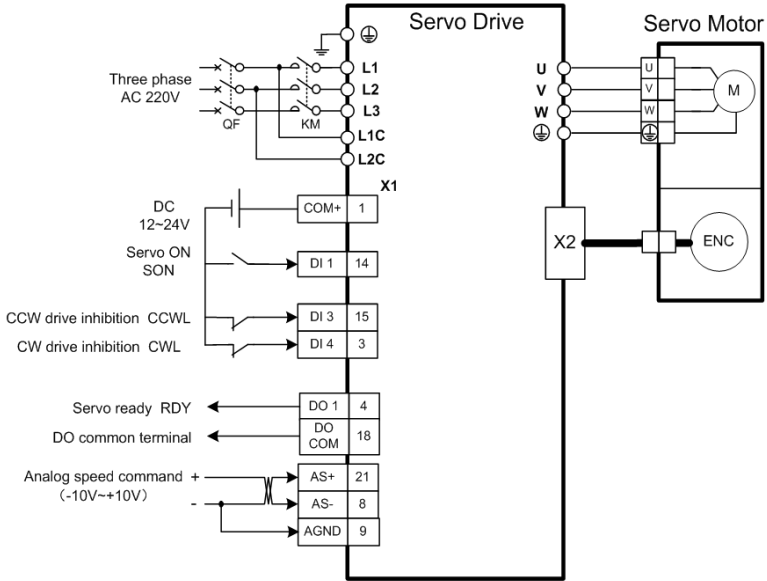 Servo Drive
Servo Motor
Three phase
AC 220V
QF
KM
L1
L2
L3
L1C
L2C
U
V
W
U
V
W
M
X1
DC
12~24V
COM+ 1
Servo ON
SON
DI 1 14
CCW drive inhibition CCWL
DI 3 15
CW drive inhibition CWL
DI 4 3
X2
ENC
Servo ready RDY
DO 1 4
DO common terminal
DO
COM
18
Analog speed command +
(-10V~+10V)
-
AS+ 21
AS- 8
AGND 9